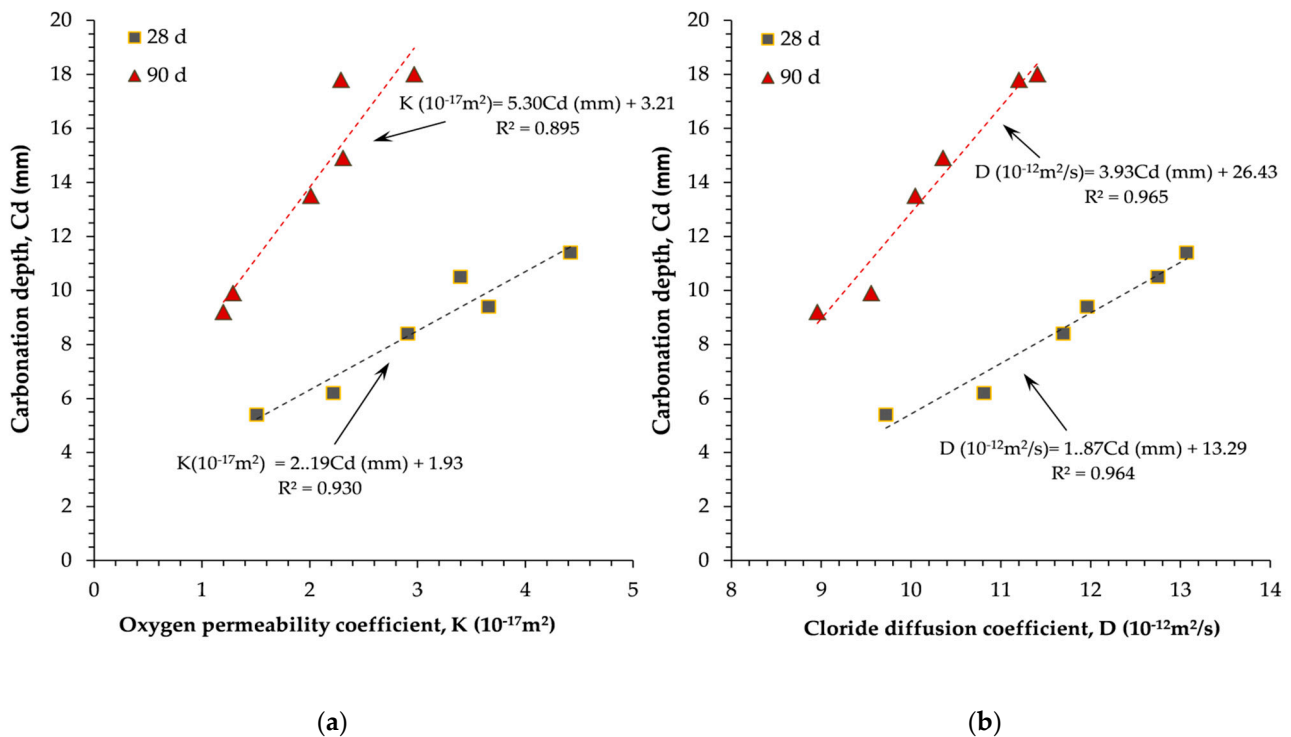 20
18
16
14
12
10
8
6
4
2
0
Carbonation depth, Cd (mm)
28 d
90 d
K (10⁻¹⁷m²)= 5.30Cd (mm) + 3.21
R² = 0.895
K(10⁻¹⁷m²) = 2..19Cd (mm) + 1.93
R² = 0.930
0 1 2 3 4 5
Oxygen permeability coefficient, K (10⁻¹⁷m²)
(a)
20
18
16
14
12
10
8
6
4
2
0
Carbonation depth, Cd (mm)
28 d
90 d
D (10⁻¹²m²/s)= 3.93Cd (mm) + 26.43
R² = 0.965
D (10⁻¹²m²/s)= 1..87Cd (mm) + 13.29
R² = 0.964
8 9 10 11 12 13 14
Cloride diffusion coefficient, D (10⁻¹²m²/s)
(b)